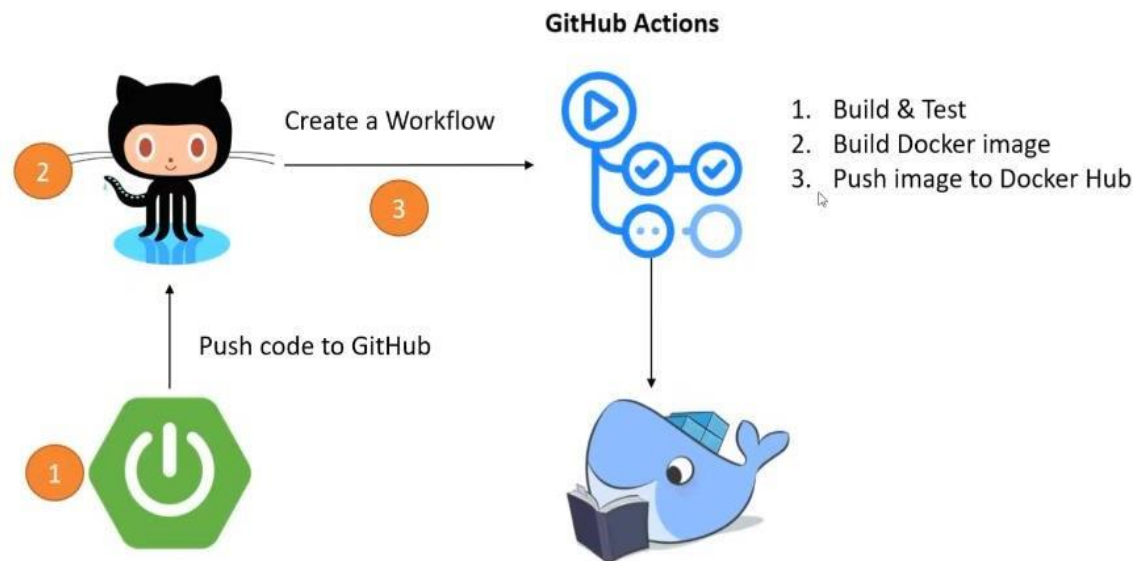 GitHub Actions
Create a Workflow
1. Build & Test
2. Build Docker image
3. Push image to Docker Hub
2
3
Push code to GitHub
1